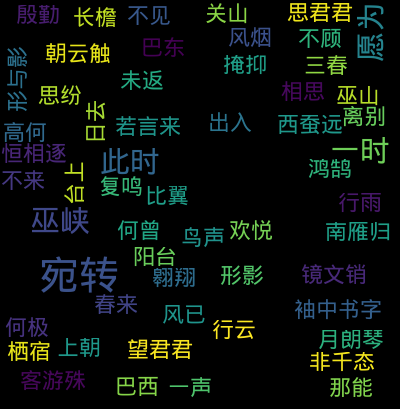 殷勤 长檐 不见 关山 思君君 愿为
朝云触 巴东 风烟 不顾
形与影 未返 掩抑 三春
思纷 相思 巫山
高何 日去 若言来 出入 西蚕远 离别
恒相逐 此时 一时
不来 台上 复鸣 比翼 鸿鹄
巫峡 何曾 鸟声 欢悦 行雨 南雁归
阳台
宛转 翱翔 形影 镜文销
春来 风已 袖中书字
何极 行云 月朗琴
栖宿 上朝 望君君 非千态
客游殊 巴西 一声 那能